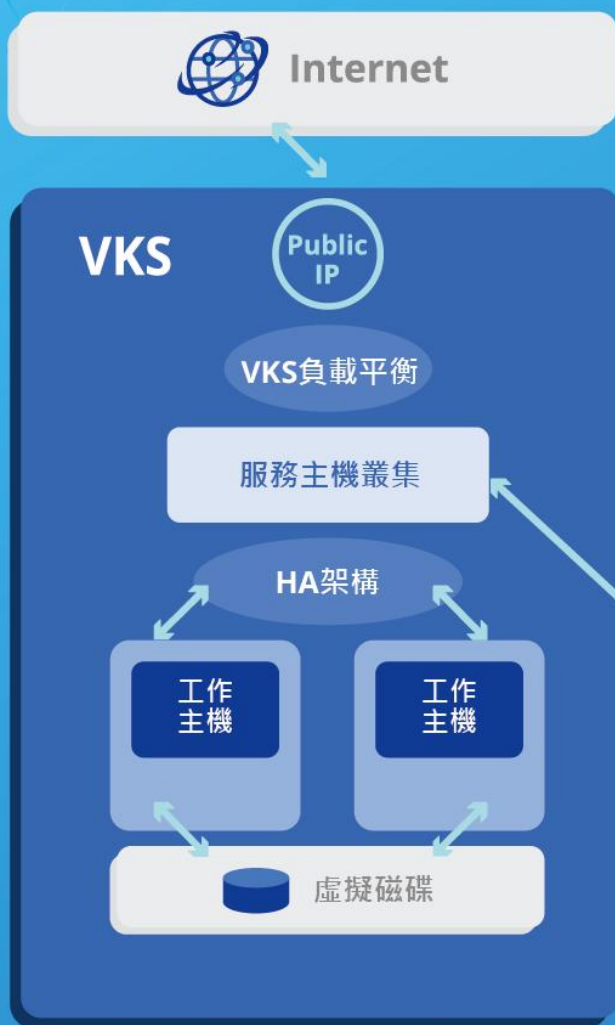 Internet
VKS
Public
IP
VKS負載平衡
服務主機叢集
HA架構
工作
主機
工作
主機
虛擬磁碟